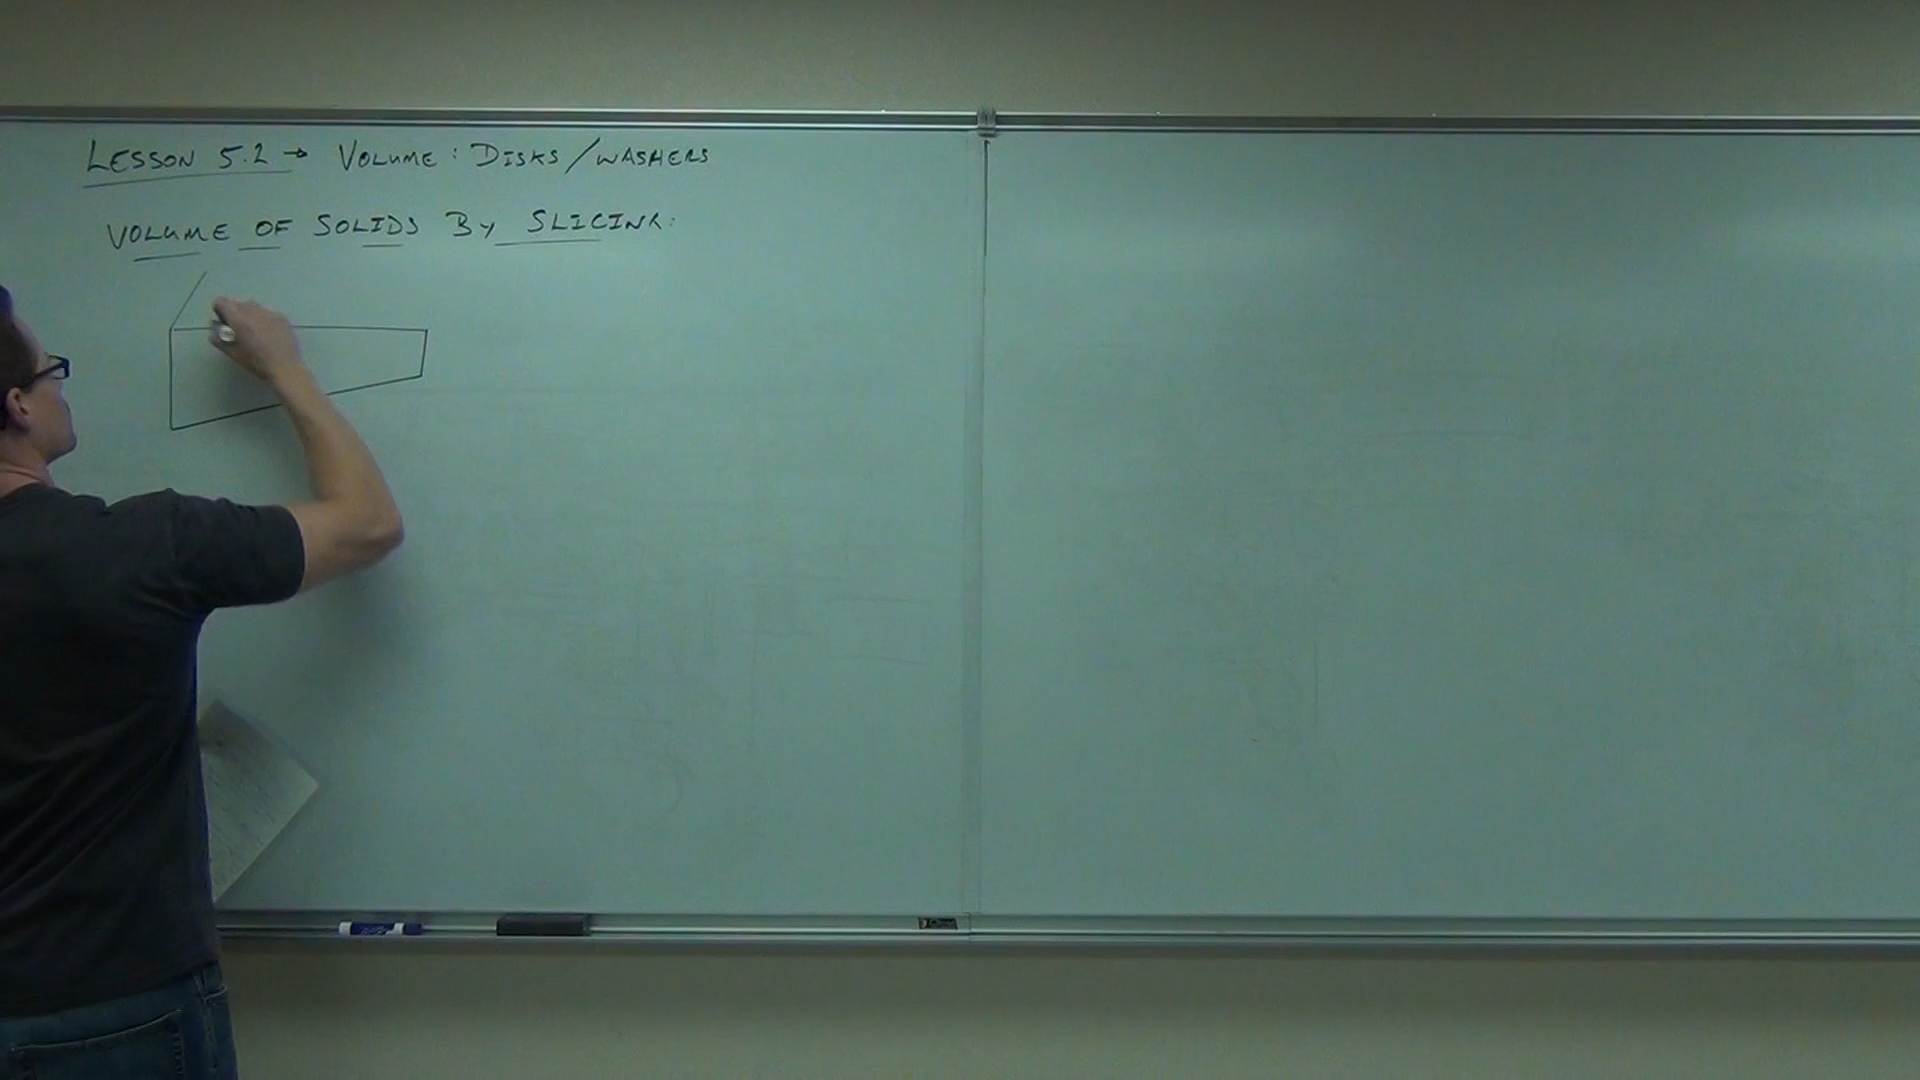 LESSON 5.2 → VOLUME: DISKS/WASHERS
VOLUME OF SOLIDS BY SLICING: